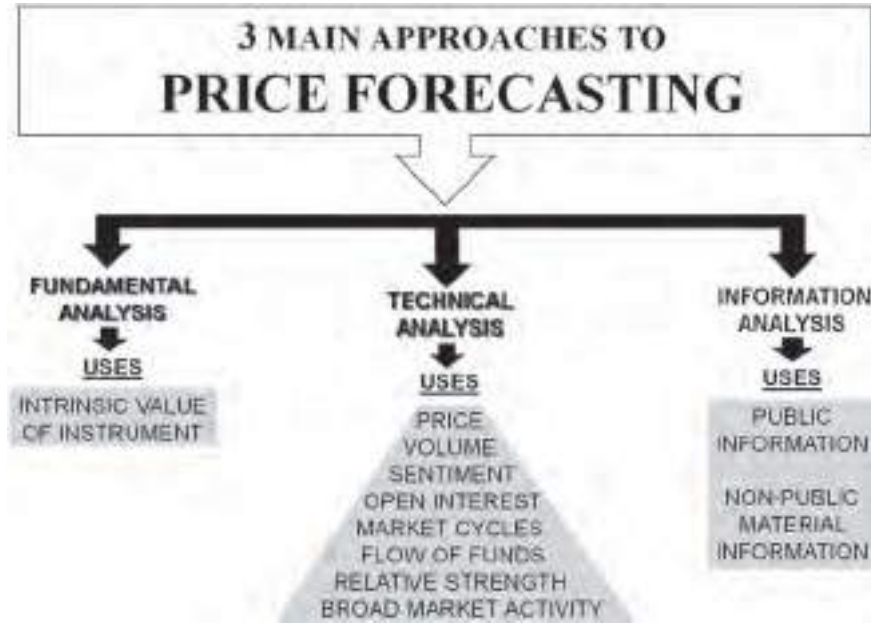 3 MAIN APPROACHES TO
PRICE FORECASTING
FUNDAMENTAL
ANALYSIS
USES
INTRINSIC VALUE
OF INSTRUMENT
TECHNICAL
ANALYSIS
USES
PRICE
VOLUME
SENTIMENT
OPEN INTEREST
MARKET CYCLES
FLOW OF FUNDS
RELATIVE STRENGTH
BROAD MARKET ACTIVITY
INFORMATION
ANALYSIS
USES
PUBLIC
INFORMATION
NON-PUBLIC
MATERIAL
INFORMATION